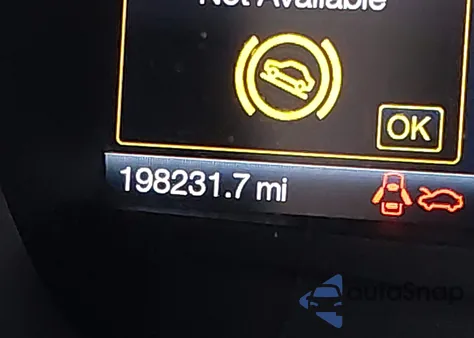 Not Available
OK
198231.7 mi
autoSnap